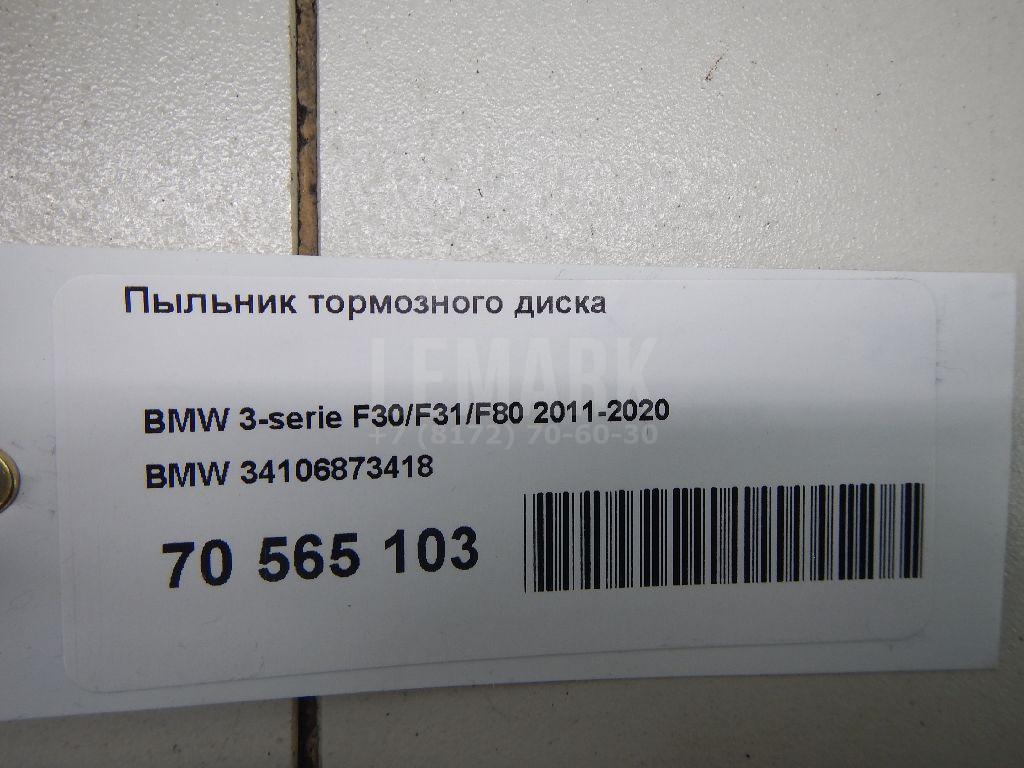 Пыльник тормозного диска
LEMARK
BMW 3-serie F30/F31/F80 2011-2020
+7 (8172) 70-60-30
BMW 34106873418
70 565 103